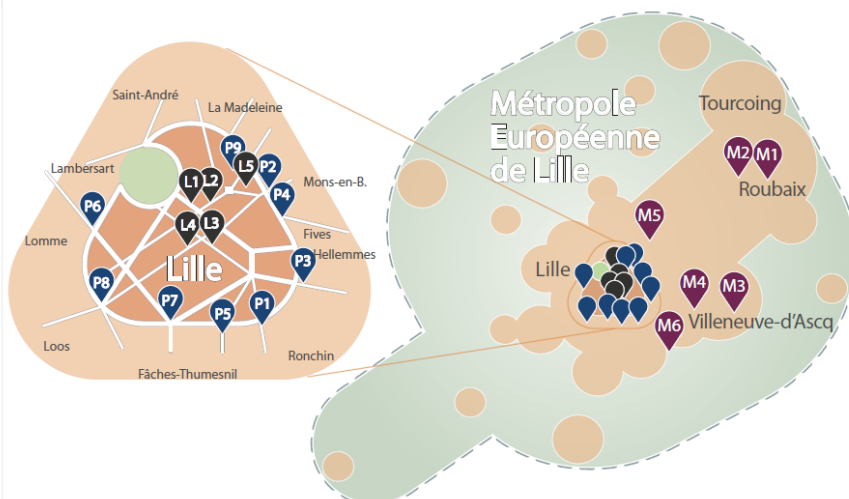 Saint-André
La Madeleine
P9
L5
P2
Lambersart
L1
L2
Mons-en-B.
P4
P6
L4
L3
Lomme
Fives
Hellemmes
Lille
P3
P8
P7
P1
P5
Loos
Ronchin
Fâches-Thumesnil
Métropole
Européenne
de Lille
Tourcoing
M2
M1
Roubaix
M5
Lille
M4
M3
Villeneuve-d'Ascq
M6